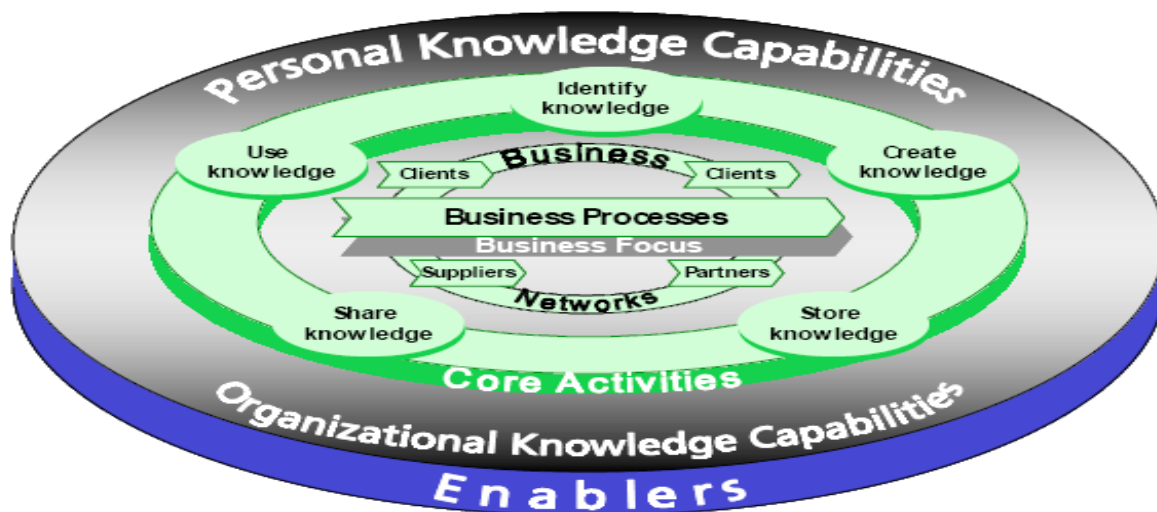 Personal Knowledge Capabilities
Identify
knowledge
Use
knowledge
Create
knowledge
Business
Clients
Clients
Business Processes
Business Focus
Suppliers
Partners
Networks
Share
knowledge
Store
knowledge
Core Activities
Organizational Knowledge Capabilities
Enablers